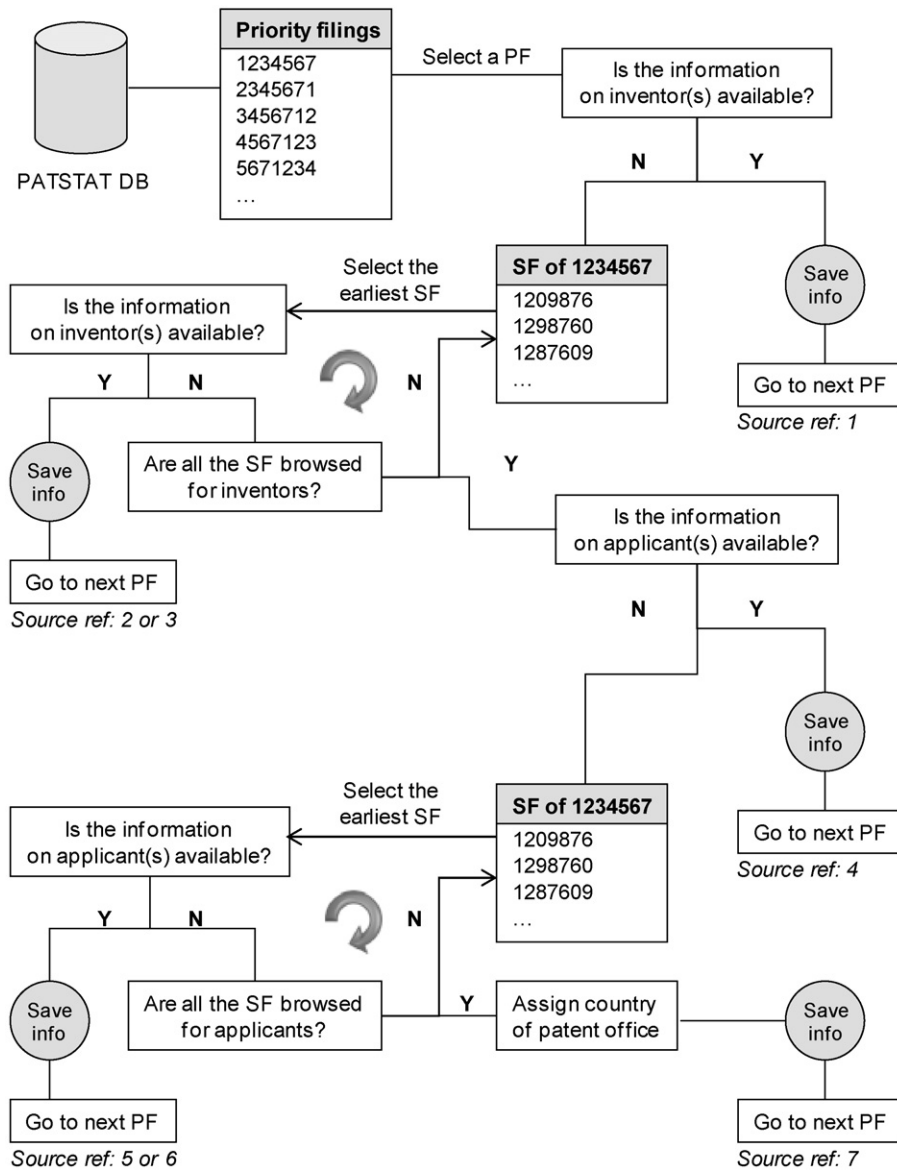 Priority filings
1234567
2345671
3456712
4567123
5671234
…
PATSTAT DB
Select a PF
Is the information
on inventor(s) available?
N
Y
Save
info
Go to next PF
Source ref: 1
SF of 1234567
1209876
1298760
1287609
…
Select the
earliest SF
Is the information
on inventor(s) available?
Y
N
N
Save
info
Go to next PF
Source ref: 2 or 3
Are all the SF browsed
for inventors?
Y
Is the information
on applicant(s) available?
N
Y
Save
info
Go to next PF
Source ref: 4
SF of 1234567
1209876
1298760
1287609
…
Select the
earliest SF
Is the information
on applicant(s) available?
Y
N
N
Save
info
Go to next PF
Source ref: 5 or 6
Are all the SF browsed
for applicants?
Y
Assign country
of patent office
Save
info
Go to next PF
Source ref: 7